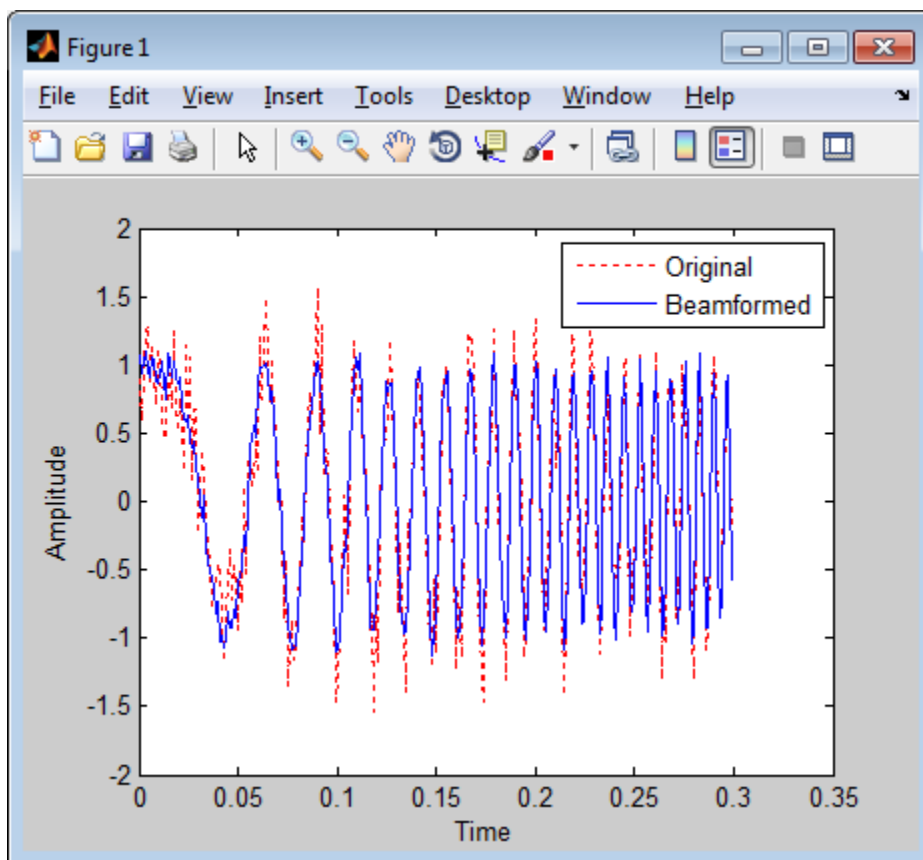 Figure 1
File Edit View Insert Tools Desktop Window Help
Original
Beamformed
2
1.5
1
0.5
0
-0.5
-1
-1.5
-2
Amplitude
0 0.05 0.1 0.15 0.2 0.25 0.3 0.35
Time